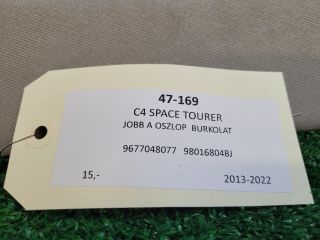 47-169
C4 SPACE TOURER
JOBB A OSZLOP BURKOLAT
9677048077 98016804BJ
15,- 2013-2022